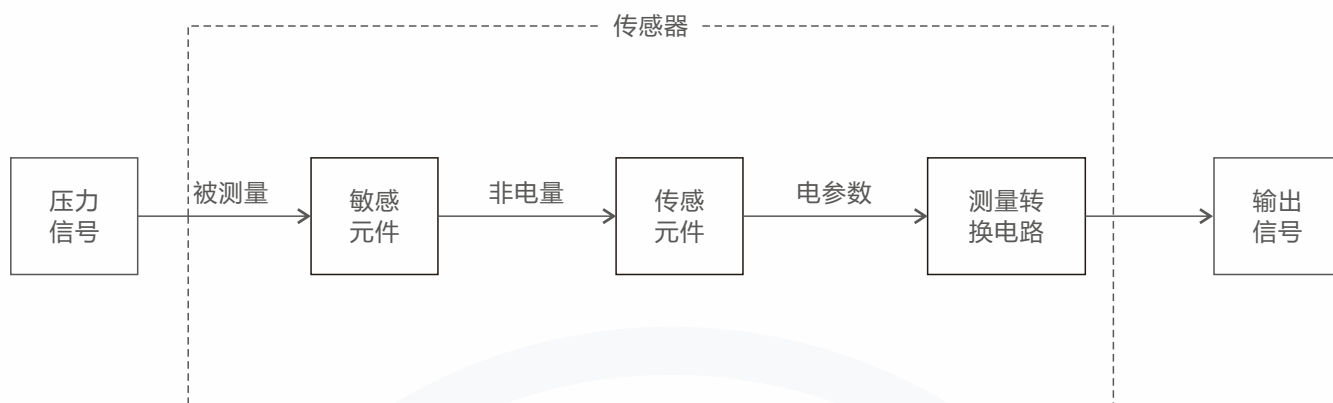 传感器
压力
信号
被测量
敏感
元件
非电量
传感
元件
电参数
测量转
换电路
输出
信号